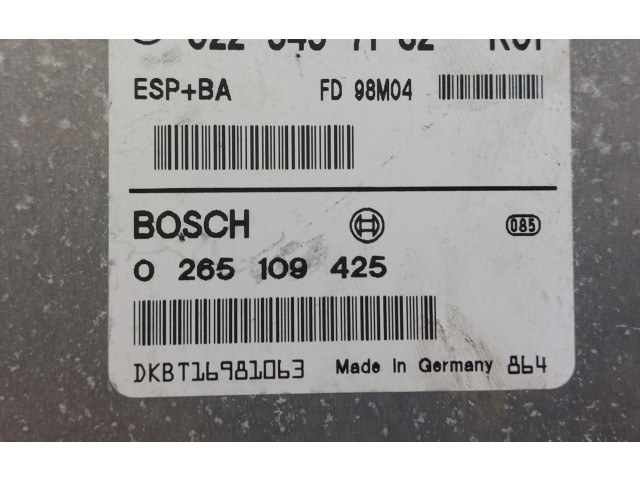 ESP+BA FD 98M04
BOSCH 085
0 265 109 425
DKBT16981063 Made In Germany 864